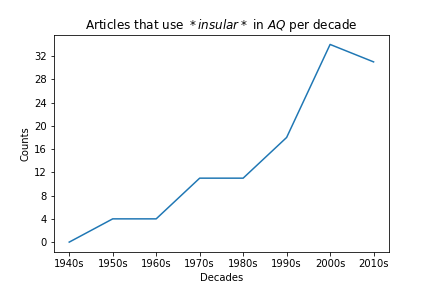 Articles that use *insular* in AQ per decade
32
28
24
20
16
12
8
4
0
Counts
1940s 1950s 1960s 1970s 1980s 1990s 2000s 2010s
Decades